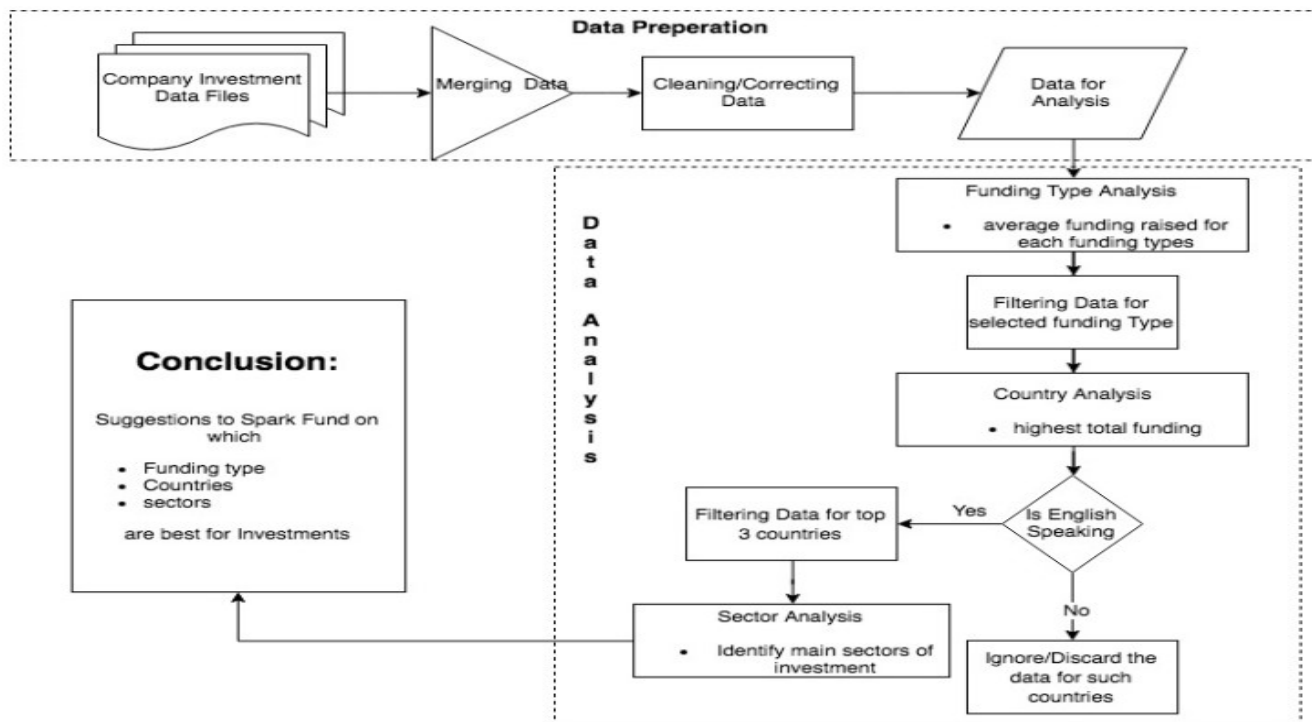 Data Preperation
Company Investment
Data Files
Merging Data
Cleaning/Correcting
Data
Data for
Analysis
Data Analysis
Funding Type Analysis
• average funding raised for
each funding types
Filtering Data for
selected funding Type
Country Analysis
• highest total funding
Is English
Speaking
Yes
No
Filtering Data for top
3 countries
Ignore/Discard the
data for such
countries
Sector Analysis
• Identify main sectors of
investment
Conclusion:
Suggestions to Spark Fund on
which
• Funding type
• Countries
• sectors
are best for Investments